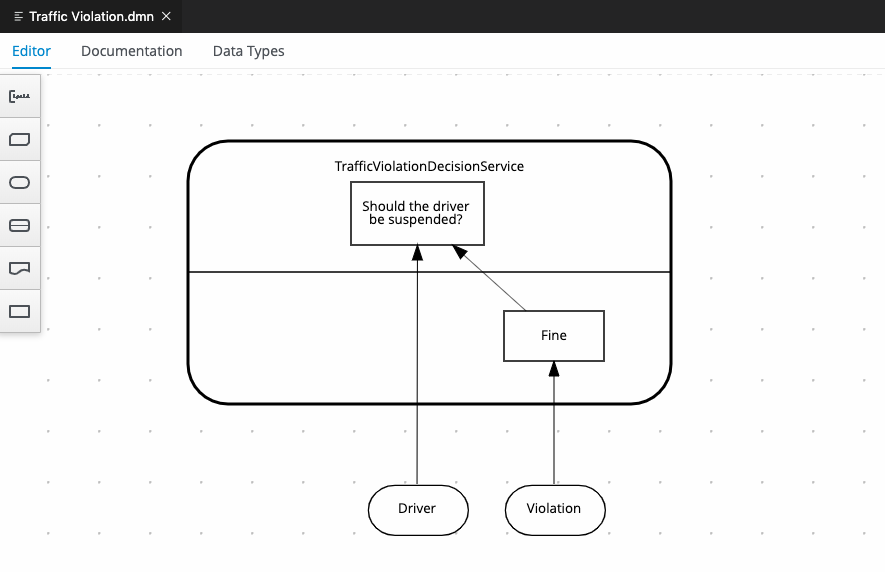 Traffic Violation.dmn
Editor Documentation Data Types
TrafficViolationDecisionService
Should the driver
be suspended?
Fine
Driver
Violation